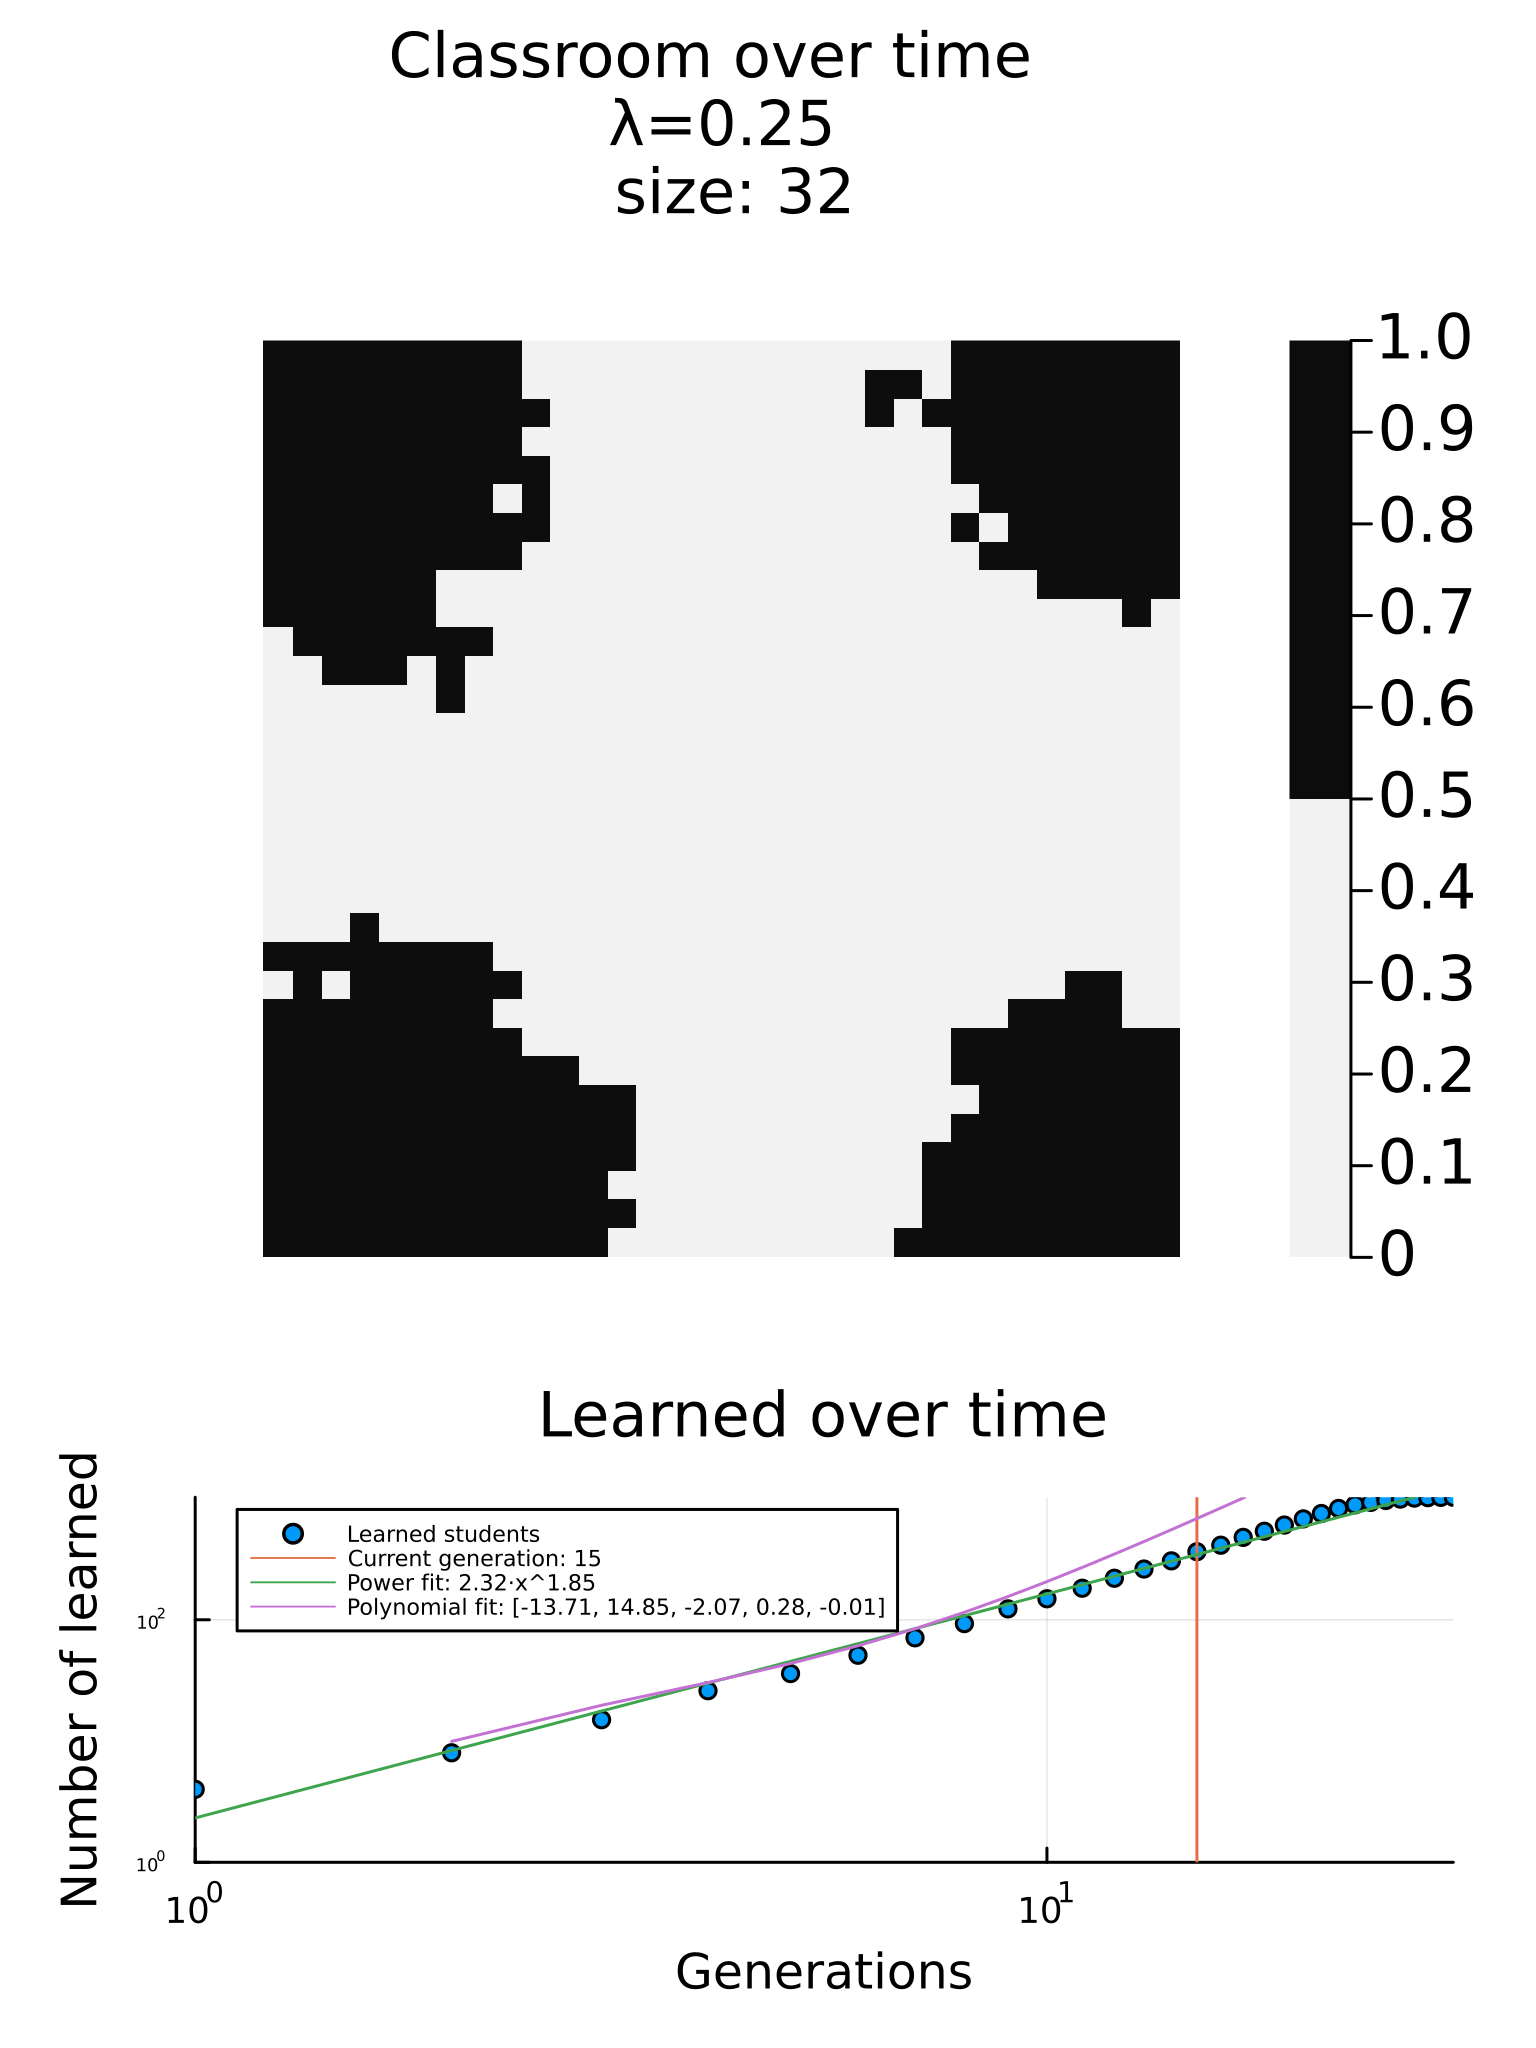 Classroom over time
λ=0.25
size: 32
1.0
0.9
0.8
0.7
0.6
0.5
0.4
0.3
0.2
0.1
0
Learned over time
Number of learned
Learned students
Current generation: 15
Power fit: 2.32·x^1.85
Polynomial fit: [-13.71, 14.85, -2.07, 0.28, -0.01]
10²
10⁰
10⁰
10¹
Generations